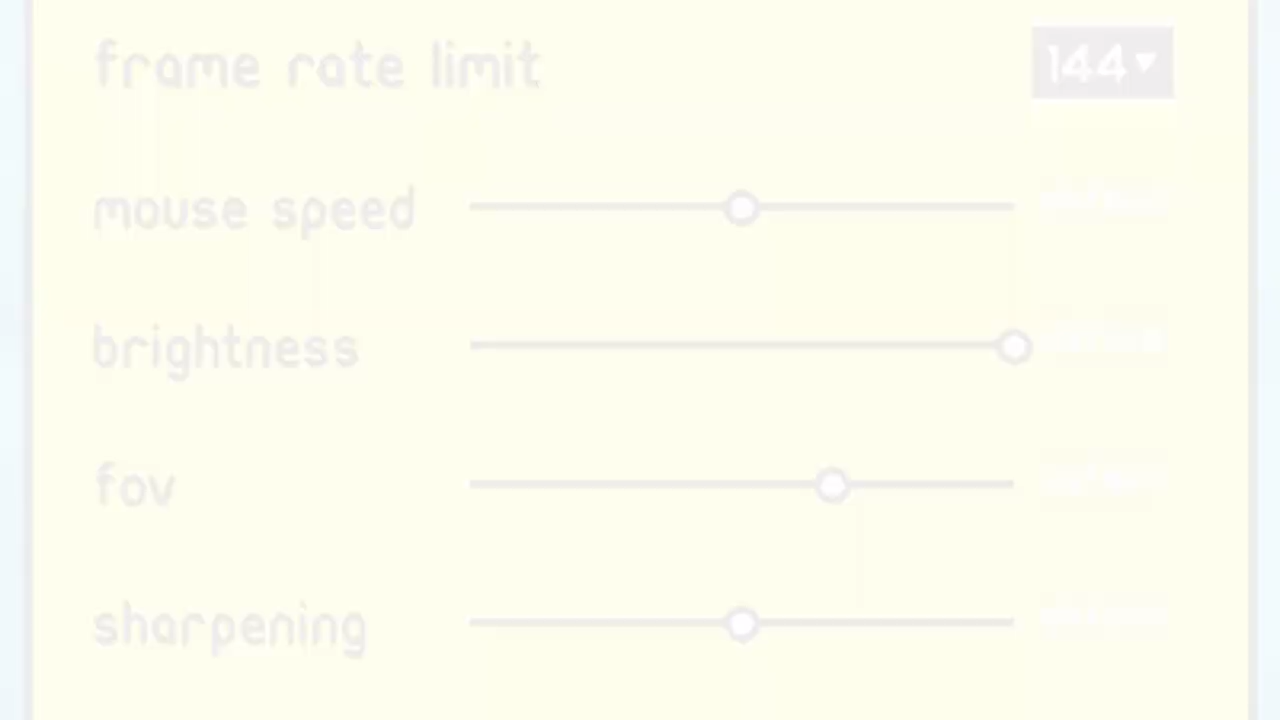 frame rate limit 144▼
mouse speed
brightness
fov
sharpening